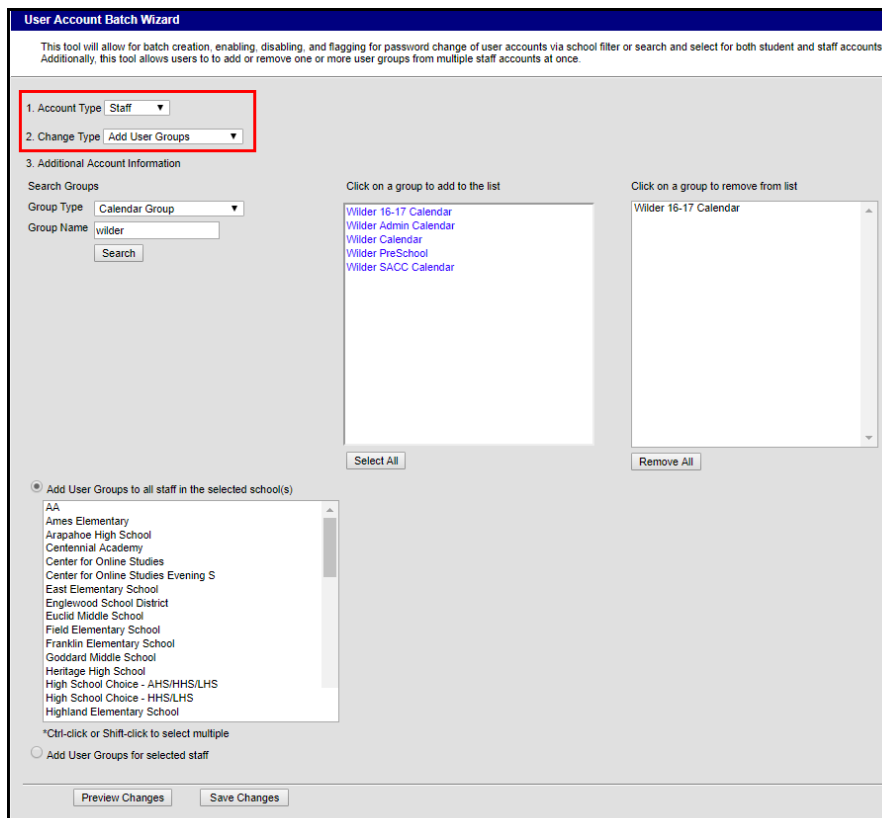 User Account Batch Wizard
This tool will allow for batch creation, enabling, disabling, and flagging for password change of user accounts via school filter or search and select for both student and staff accounts
Additionally, this tool allows users to to add or remove one or more user groups from multiple staff accounts at once.
1. Account Type Staff
2. Change Type Add User Groups
3. Additional Account Information
Search Groups
Group Type Calendar Group
Group Name wilder
Search
Click on a group to add to the list
Wilder 16-17 Calendar
Wilder Admin Calendar
Wilder Calendar
Wilder PreSchool
Wilder SACC Calendar
Select All
Click on a group to remove from list
Wilder 16-17 Calendar
Remove All
Add User Groups to all staff in the selected school(s)
AA
Ames Elementary
Arapahoe High School
Centennial Academy
Center for Online Studies
Center for Online Studies Evening S
East Elementary School
Englewood School District
Euclid Middle School
Field Elementary School
Franklin Elementary School
Goddard Middle School
Heritage High School
High School Choice - AHS/HHS/LHS
High School Choice - HHS/LHS
Highland Elementary School
*Ctrl-click or Shift-click to select multiple
Add User Groups for selected staff
Preview Changes Save Changes